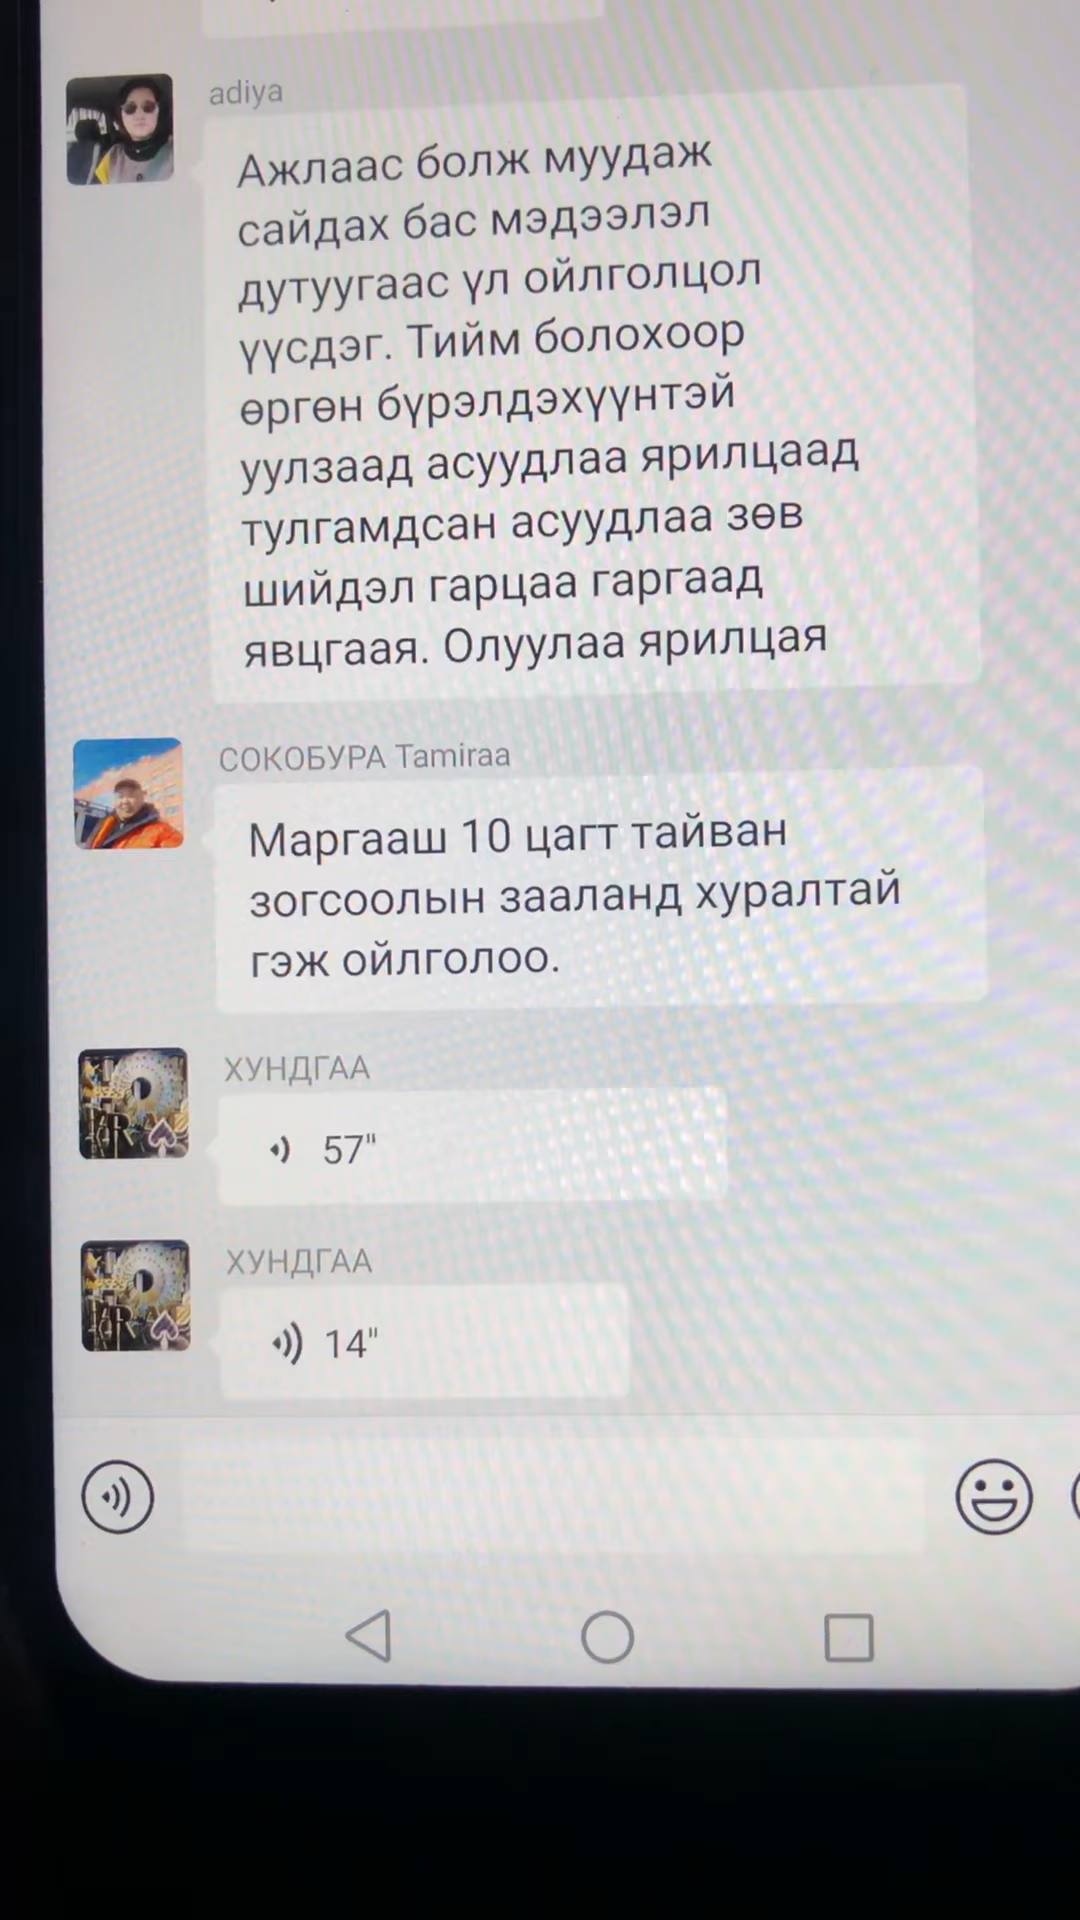 adiya
Ажлаас болж муудаж
сайдах бас мэдээлэл
дутуугаас үл ойлголцол
үүсдэг. Тийм болохоор
өргөн бүрэлдэхүүнтэй
уулзаад асуудлаа ярилцаад
тулгамдсан асуудлаа зөв
шийдэл гарцаа гаргаад
явцгаая. Олуулаа ярилцая
СОКОБУРА Tamiraa
Маргааш 10 цагт тайван
зогсоолын зааланд хуралтай
гэж ойлголоо.
ХУНДГАА
57"
ХУНДГАА
14"